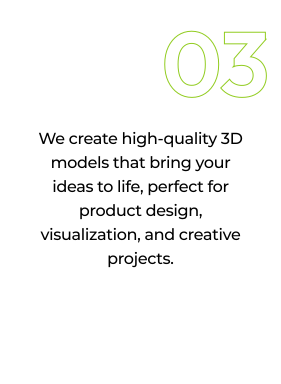 03
We create high-quality 3D
models that bring your
ideas to life, perfect for
product design,
visualization, and creative
projects.